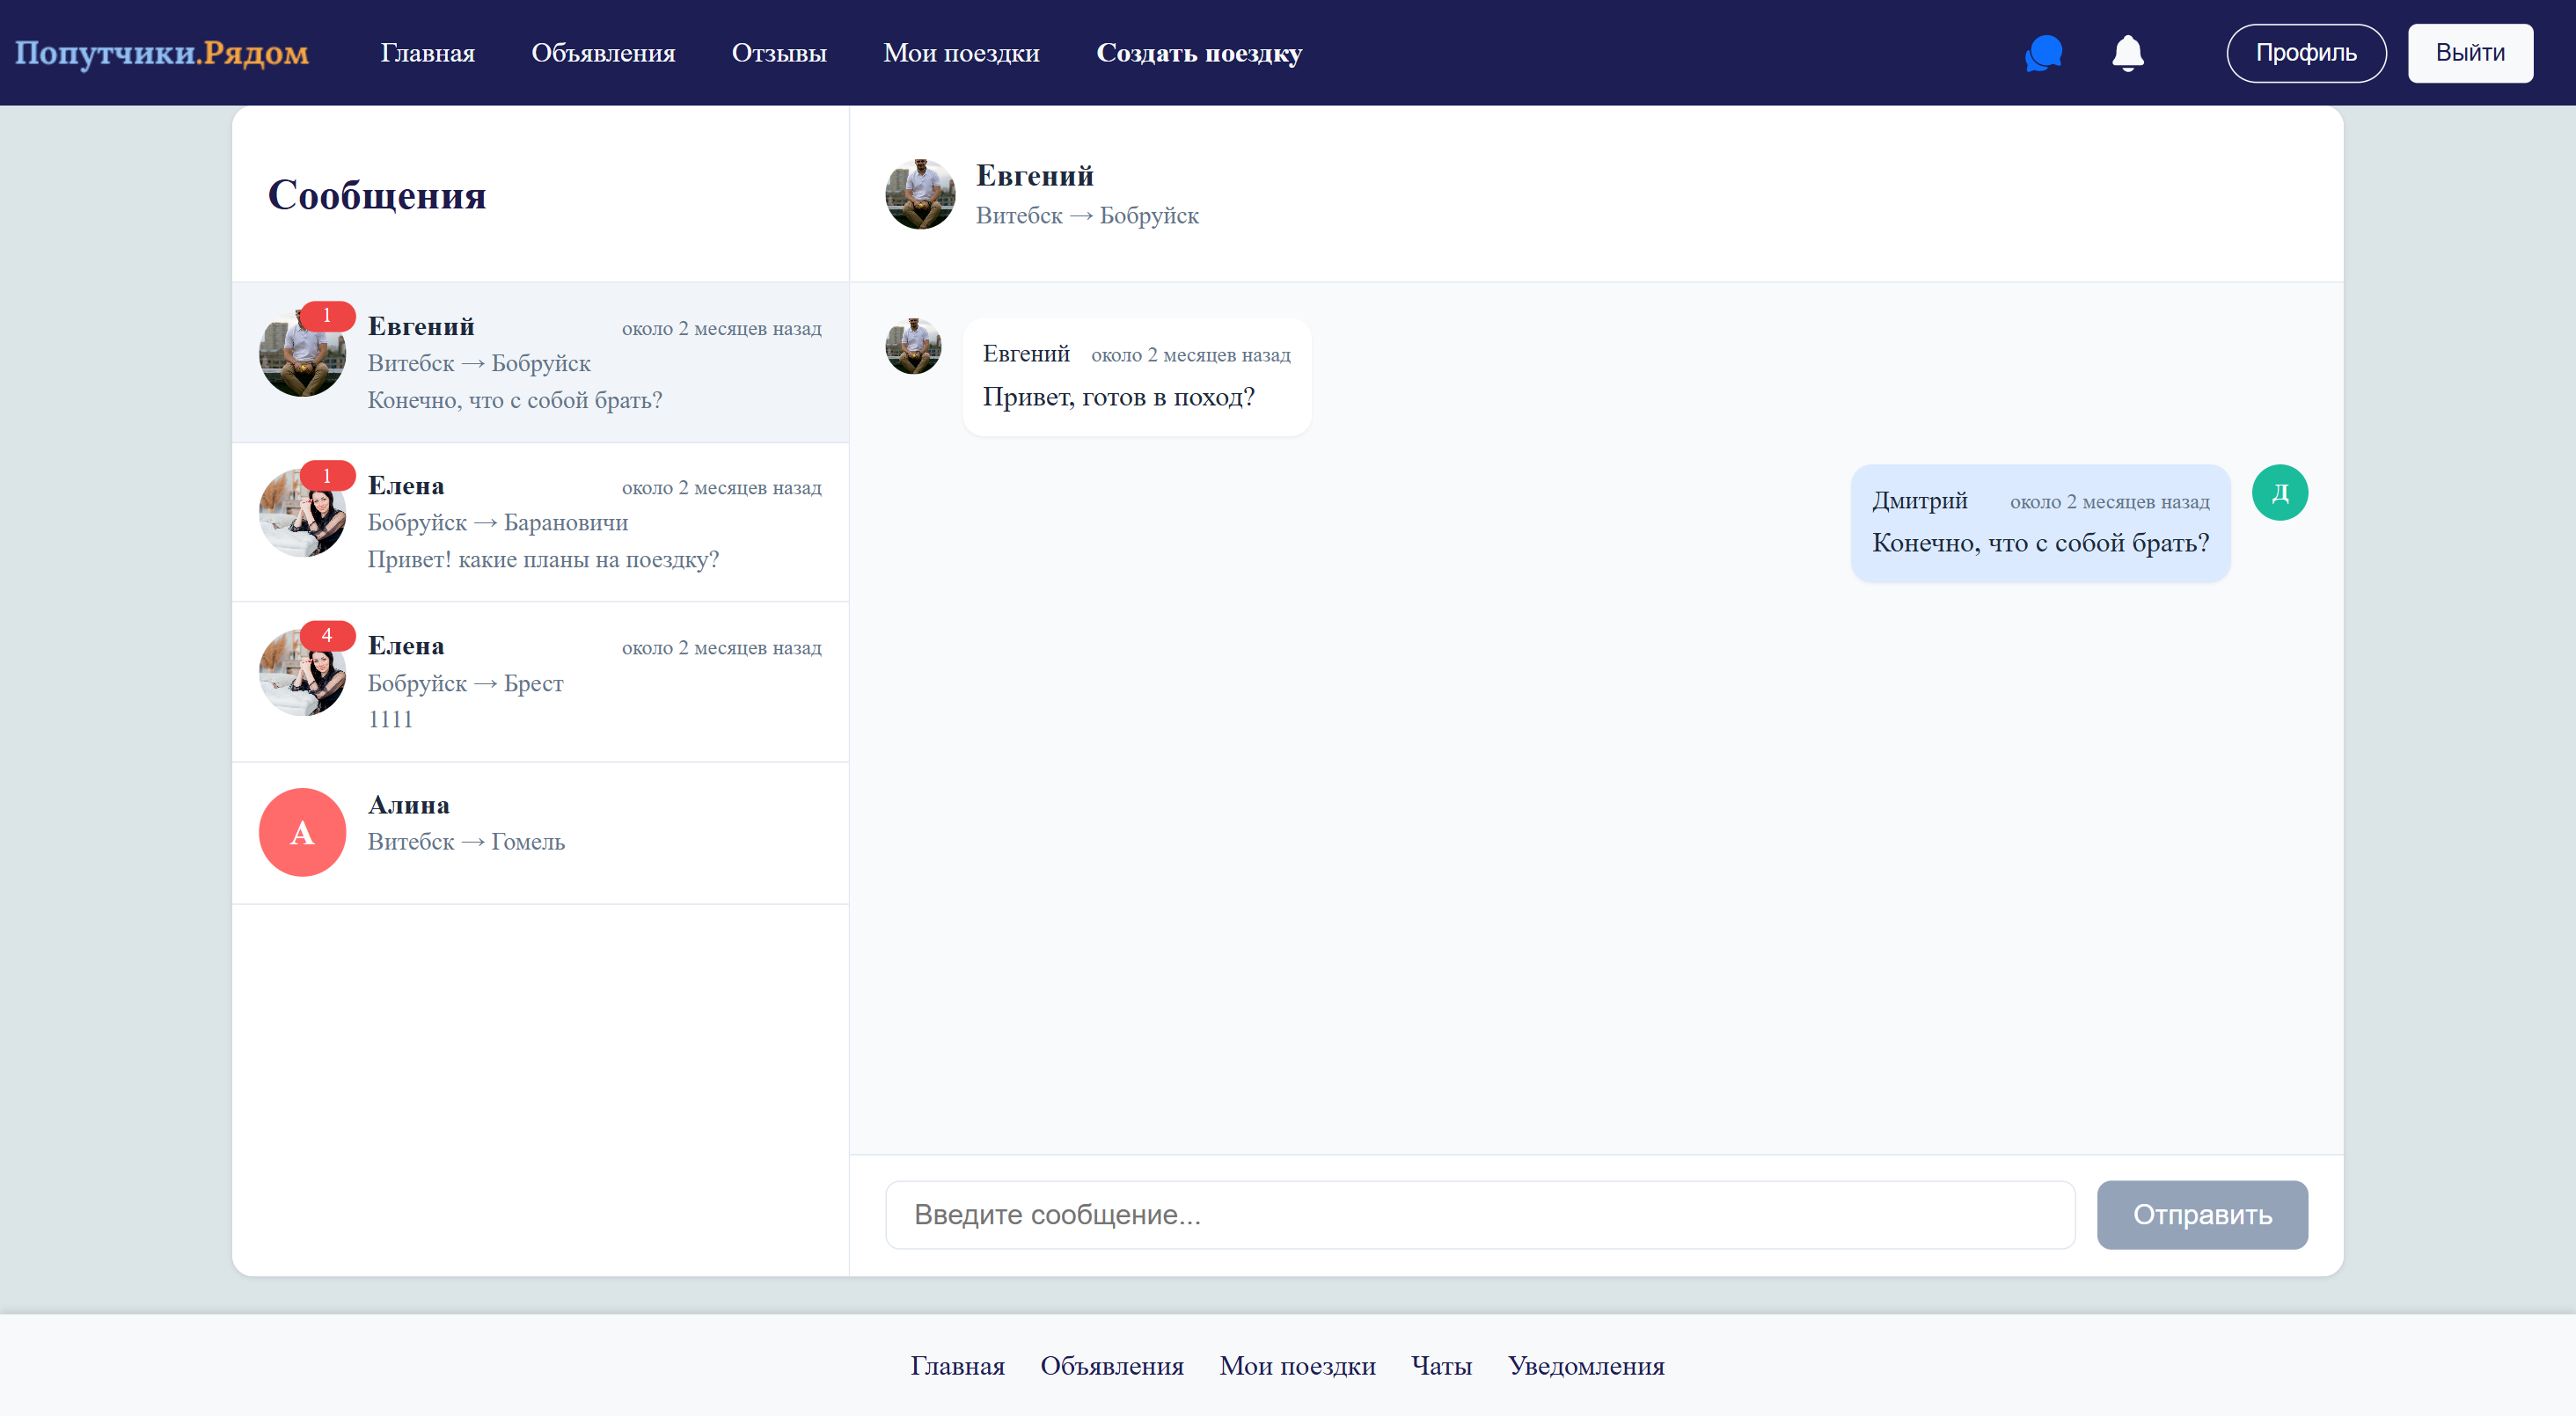 Попутчики.Рядом Главная Объявления Отзывы Мои поездки Создать поездку Профиль Выйти
Сообщения
1
Евгений около 2 месяцев назад
Витебск → Бобруйск
Конечно, что с собой брать?
1
Елена около 2 месяцев назад
Бобруйск → Барановичи
Привет! какие планы на поездку?
4
Елена около 2 месяцев назад
Бобруйск → Брест
1111
А
Алина
Витебск → Гомель
Евгений
Витебск → Бобруйск
Евгений около 2 месяцев назад
Привет, готов в поход?
Дмитрий около 2 месяцев назад
Д
Конечно, что с собой брать?
Введите сообщение... Отправить
Главная Объявления Мои поездки Чаты Уведомления